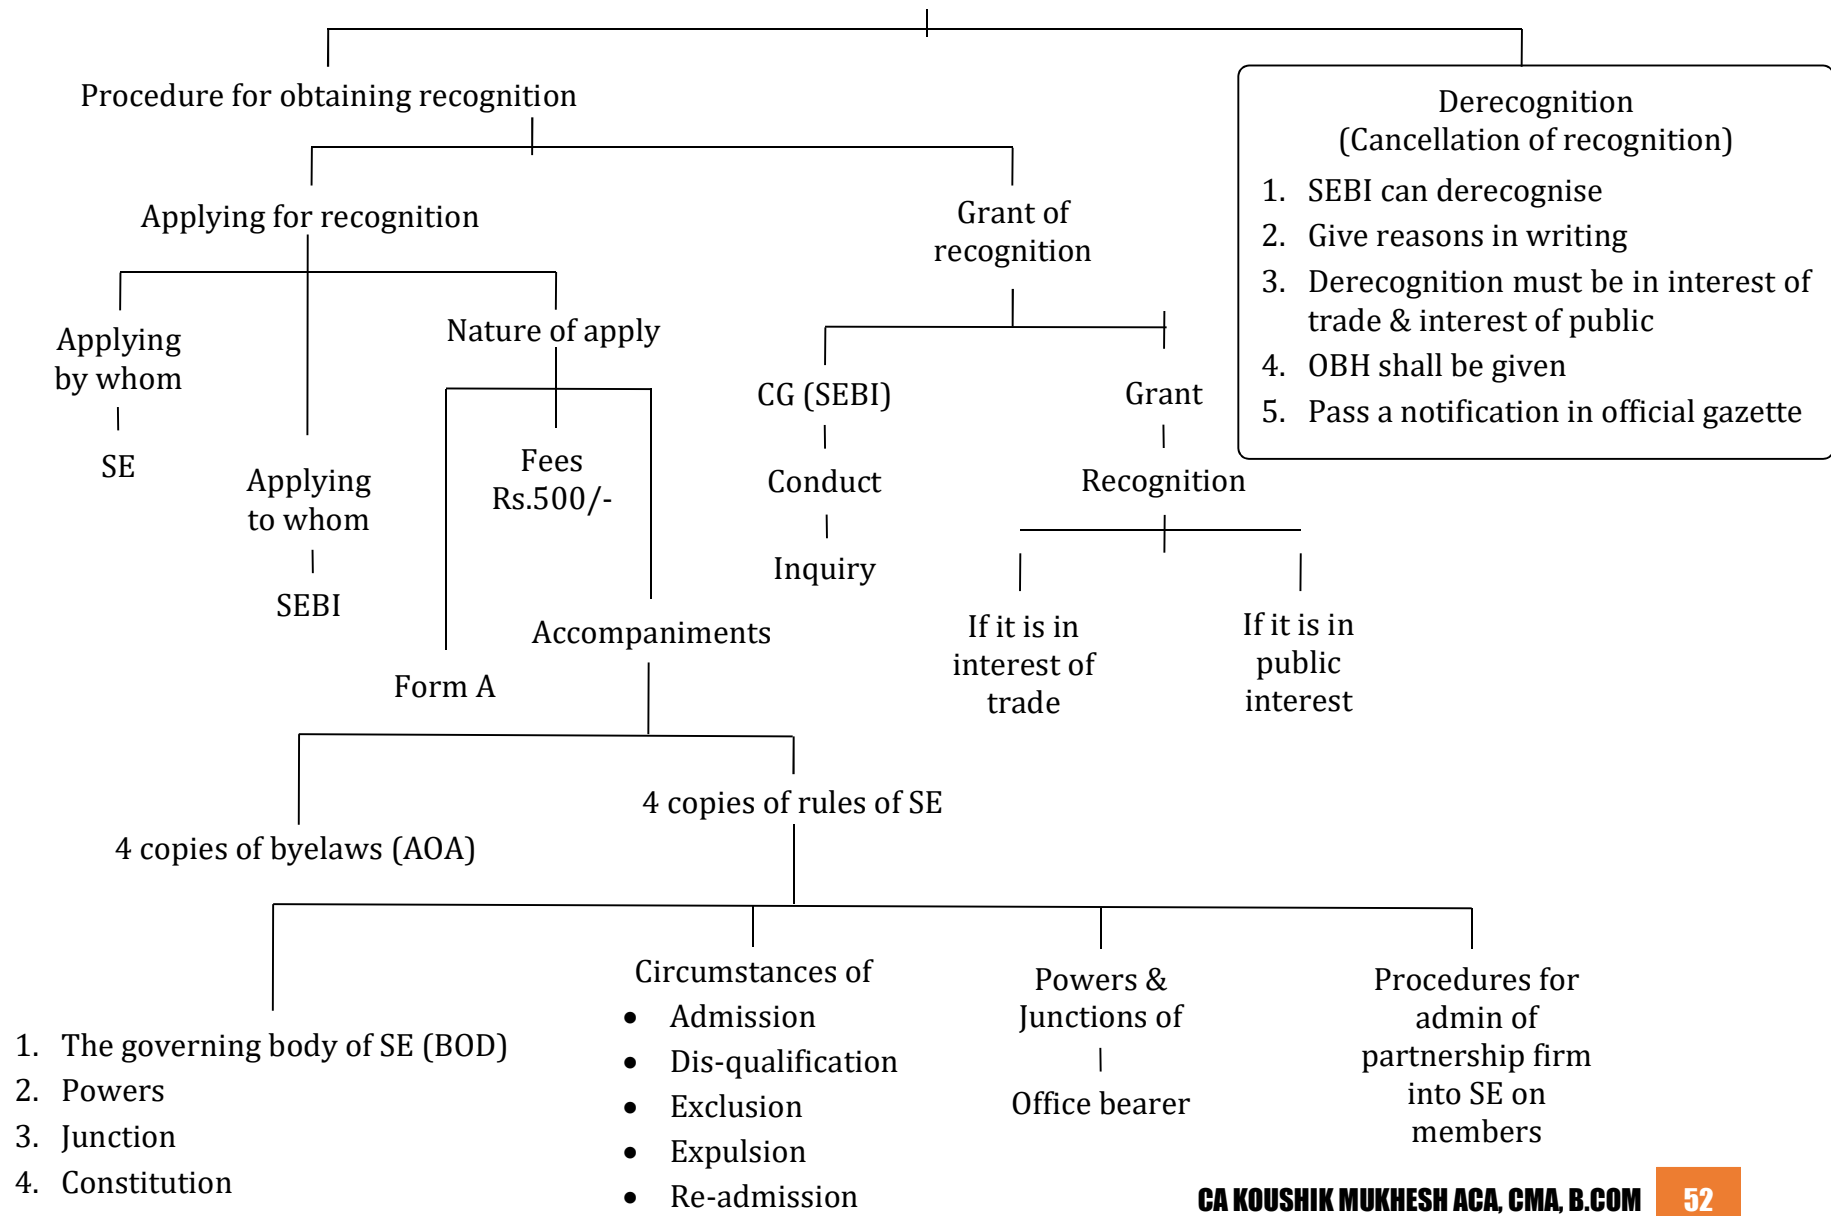 Procedure for obtaining recognition
Derecognition
(Cancellation of recognition)
1. SEBI can derecognise
2. Give reasons in writing
3. Derecognition must be in interest of
trade & interest of public
4. OBH shall be given
5. Pass a notification in official gazette
Applying for recognition
Grant of
recognition
Applying
by whom
SE
Applying
to whom
SEBI
Nature of apply
Fees
Rs.500/-
Form A
Accompaniments
CG (SEBI)
Conduct
Inquiry
Grant
Recognition
If it is in
interest of
trade
If it is in
public
interest
4 copies of byelaws (AOA)
4 copies of rules of SE
1. The governing body of SE (BOD)
2. Powers
3. Junction
4. Constitution
Circumstances of
• Admission
• Dis-qualification
• Exclusion
• Expulsion
• Re-admission
Powers &
Junctions of
Office bearer
Procedures for
admin of
partnership firm
into SE on
members
CA KOUSHIK MUKHESH ACA, CMA, B.COM
52